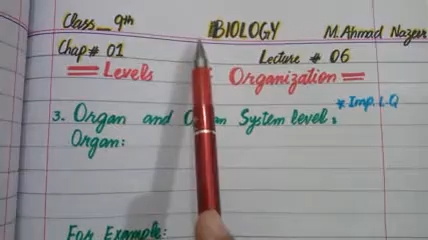 Class_9th BIOLOGY M.Ahmad Nazeer
Chap# 01 Lecture # 06
Levels Organization
3. Organ and System level: * Imp. L.Q
Organ:
For Example: